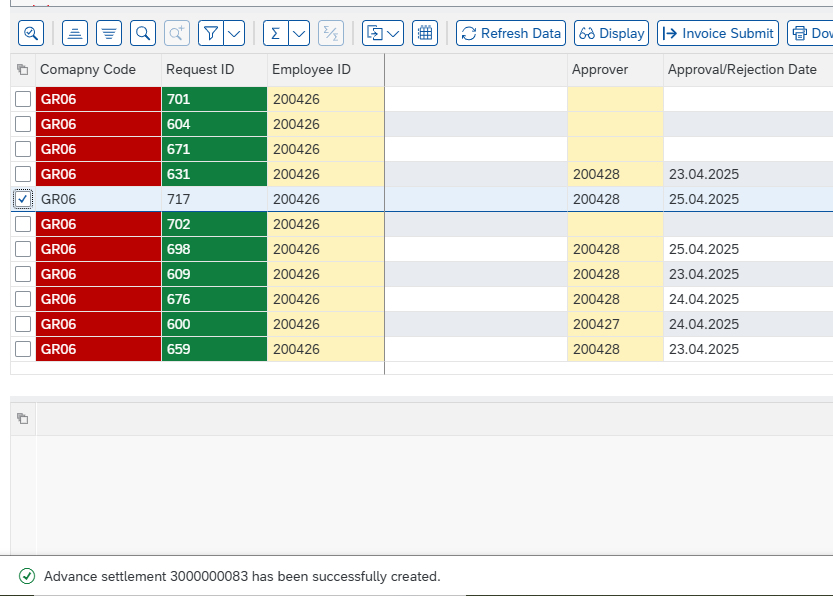 Refresh Data Display Invoice Submit Dow
Comapny Code Request ID Employee ID Approver Approval/Rejection Date
GR06 701 200426
GR06 604 200426
GR06 671 200426
GR06 631 200426 200428 23.04.2025
GR06 717 200426 200428 25.04.2025
GR06 702 200426
GR06 698 200426 200428 25.04.2025
GR06 609 200426 200428 23.04.2025
GR06 676 200426 200428 24.04.2025
GR06 600 200426 200427 24.04.2025
GR06 659 200426 200428 23.04.2025
Advance settlement 3000000083 has been successfully created.